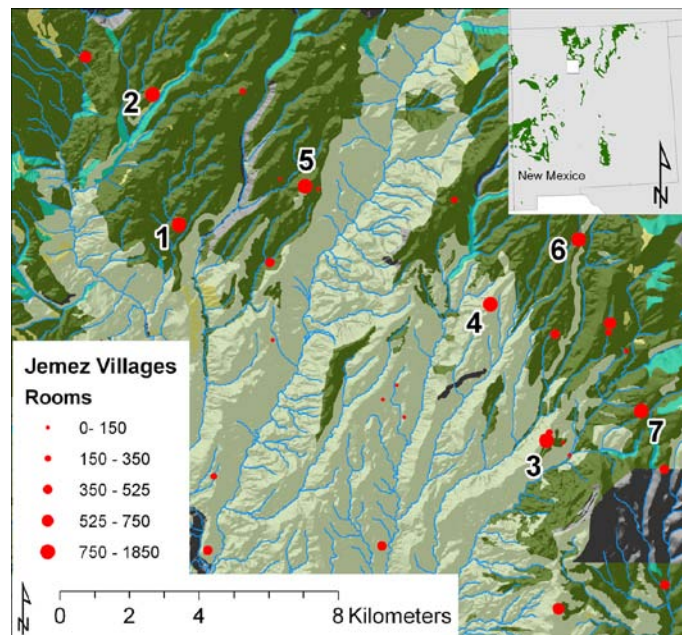 2
5
1
6
4
7
3
New Mexico
N
Jemez Villages
Rooms
0- 150
150 - 350
350 - 525
525 - 750
750 - 1850
N
0 2 4 8 Kilometers